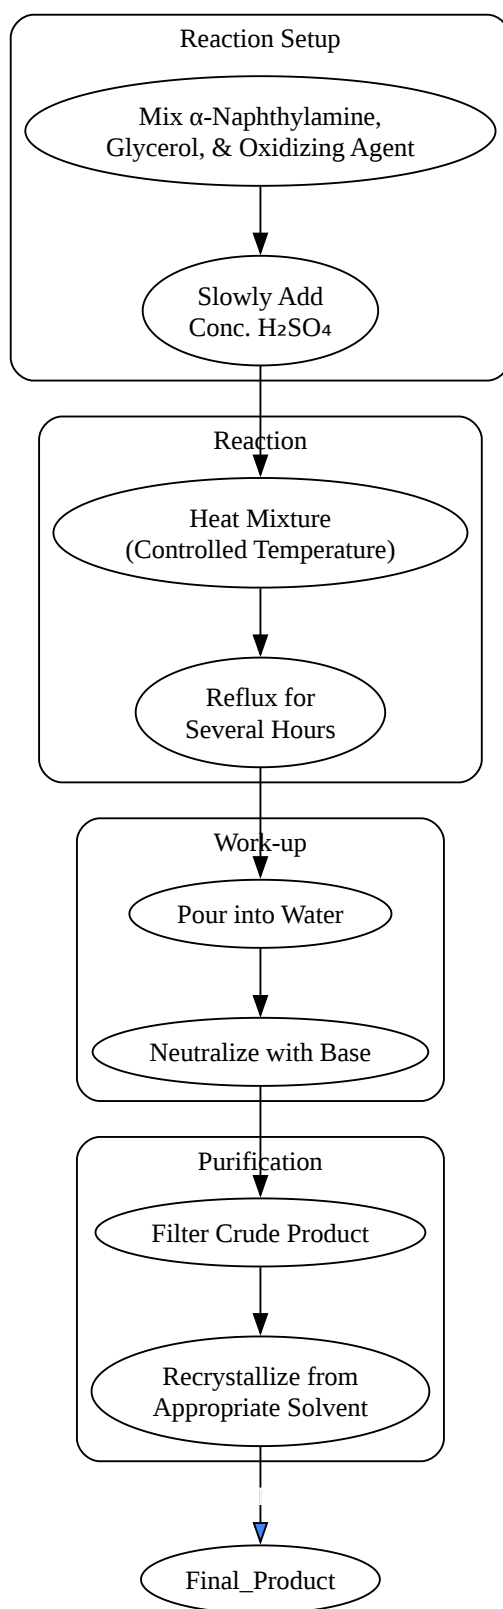 Reaction Setup
Mix α-Naphthylamine,
Glycerol, & Oxidizing Agent
Slowly Add
Conc. H₂SO₄
Reaction
Heat Mixture
(Controlled Temperature)
Reflux for
Several Hours
Work-up
Pour into Water
Neutralize with Base
Purification
Filter Crude Product
Recrystallize from
Appropriate Solvent
Final_Product